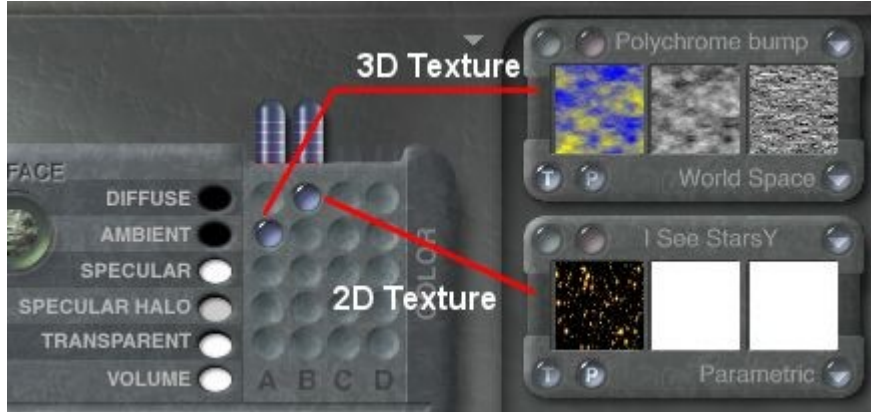 Polychrome bump
3D Texture
FACE
T P World Space
DIFFUSE
AMBIENT
I See StarsY
SPECULAR
COLOR
SPECULAR HALO
2D Texture
TRANSPARENT
VOLUME A B C D
T P Parametric